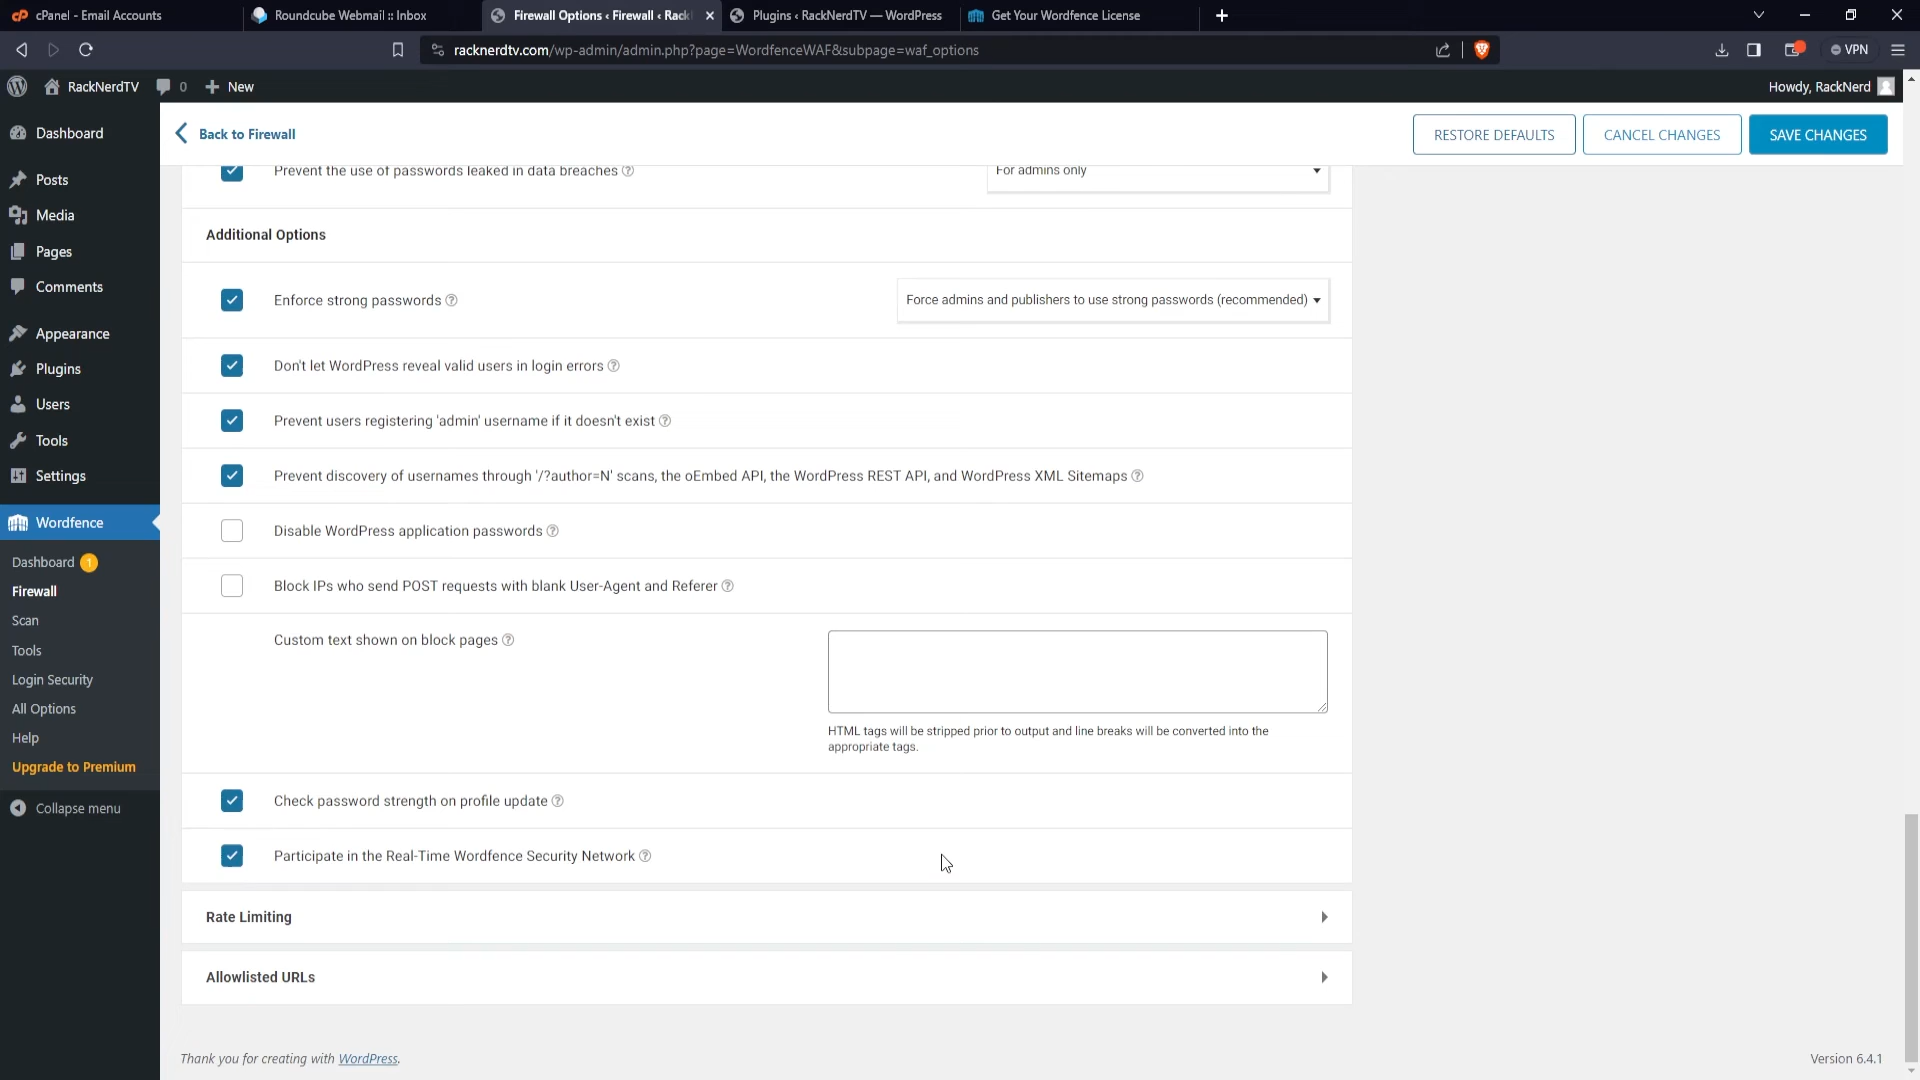 cPanel - Email Accounts
Roundcube Webmail :: Inbox
Firewall Options ‹ Firewall ‹ Rack
Plugins ‹ RackNerdTV — WordPress
Get Your Wordfence License
racknerdtv.com/wp-admin/admin.php?page=WordfenceWAF&subpage=waf_options
VPN
RackNerdTV
0
New
Howdy, RackNerd
Dashboard
Posts
Media
Pages
Comments
Appearance
Plugins
Users
Tools
Settings
Wordfence
Dashboard 1
Firewall
Scan
Tools
Login Security
All Options
Help
Upgrade to Premium
Collapse menu
Back to Firewall
RESTORE DEFAULTS
CANCEL CHANGES
SAVE CHANGES
Prevent the use of passwords leaked in data breaches
For admins only
Additional Options
Enforce strong passwords
Force admins and publishers to use strong passwords (recommended)
Don't let WordPress reveal valid users in login errors
Prevent users registering 'admin' username if it doesn't exist
Prevent discovery of usernames through '/?author=N' scans, the oEmbed API, the WordPress REST API, and WordPress XML Sitemaps
Disable WordPress application passwords
Block IPs who send POST requests with blank User-Agent and Referer
Custom text shown on block pages
HTML tags will be stripped prior to output and line breaks will be converted into the
appropriate tags.
Check password strength on profile update
Participate in the Real-Time Wordfence Security Network
Rate Limiting
Allowlisted URLs
Thank you for creating with WordPress.
Version 6.4.1